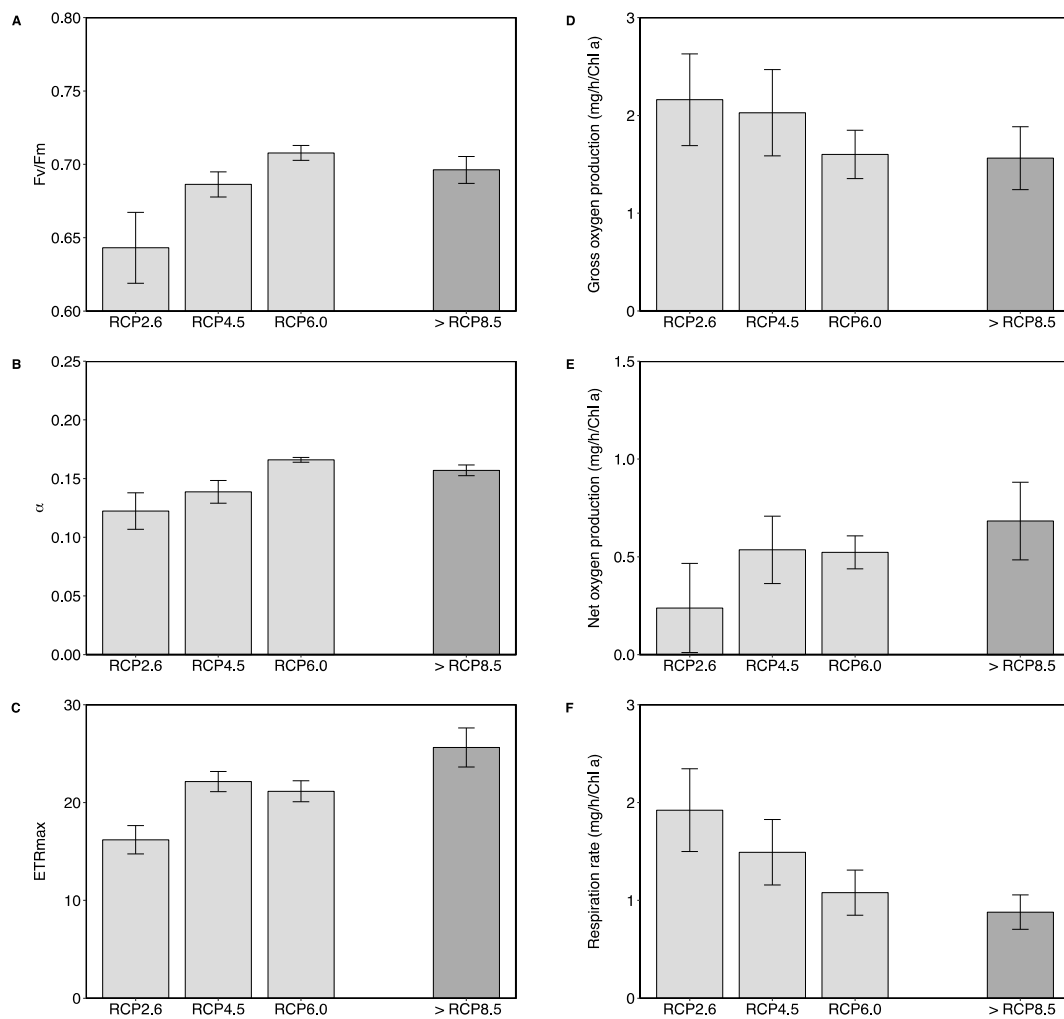 A
Fv/Fm
0.80
0.75
0.70
0.65
0.60
RCP2.6 RCP4.5 RCP6.0 > RCP8.5
B
α
0.25
0.20
0.15
0.10
0.05
0.00
RCP2.6 RCP4.5 RCP6.0 > RCP8.5
C
ETRmax
30
20
10
0
RCP2.6 RCP4.5 RCP6.0 > RCP8.5
D
Gross oxygen production (mg/h/Chl a)
3
2
1
0
RCP2.6 RCP4.5 RCP6.0 > RCP8.5
E
Net oxygen production (mg/h/Chl a)
1.5
1.0
0.5
0.0
RCP2.6 RCP4.5 RCP6.0 > RCP8.5
F
Respiration rate (mg/h/Chl a)
3
2
1
0
RCP2.6 RCP4.5 RCP6.0 > RCP8.5